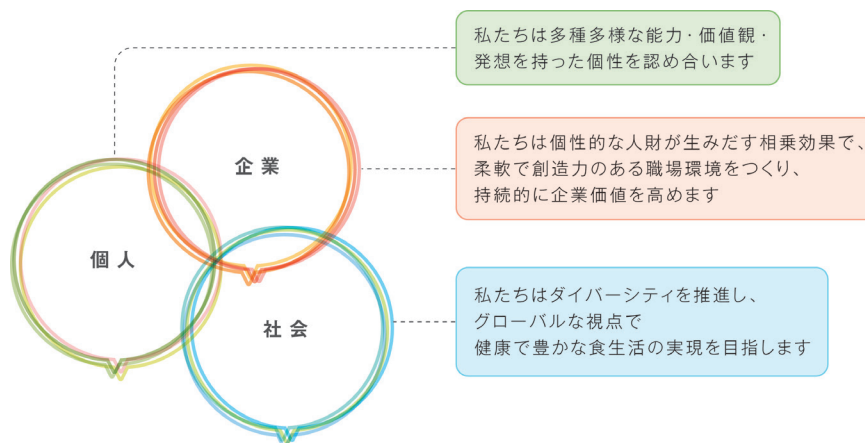 私たちは多種多様な能力・価値観・
発想を持った個性を認め合います
企業
私たちは個性的な人財が生みだす相乗効果で、
柔軟で創造力のある職場環境をつくり、
持続的に企業価値を高めます
個人
社会
私たちはダイバーシティを推進し、
グローバルな視点で
健康で豊かな食生活の実現を目指します